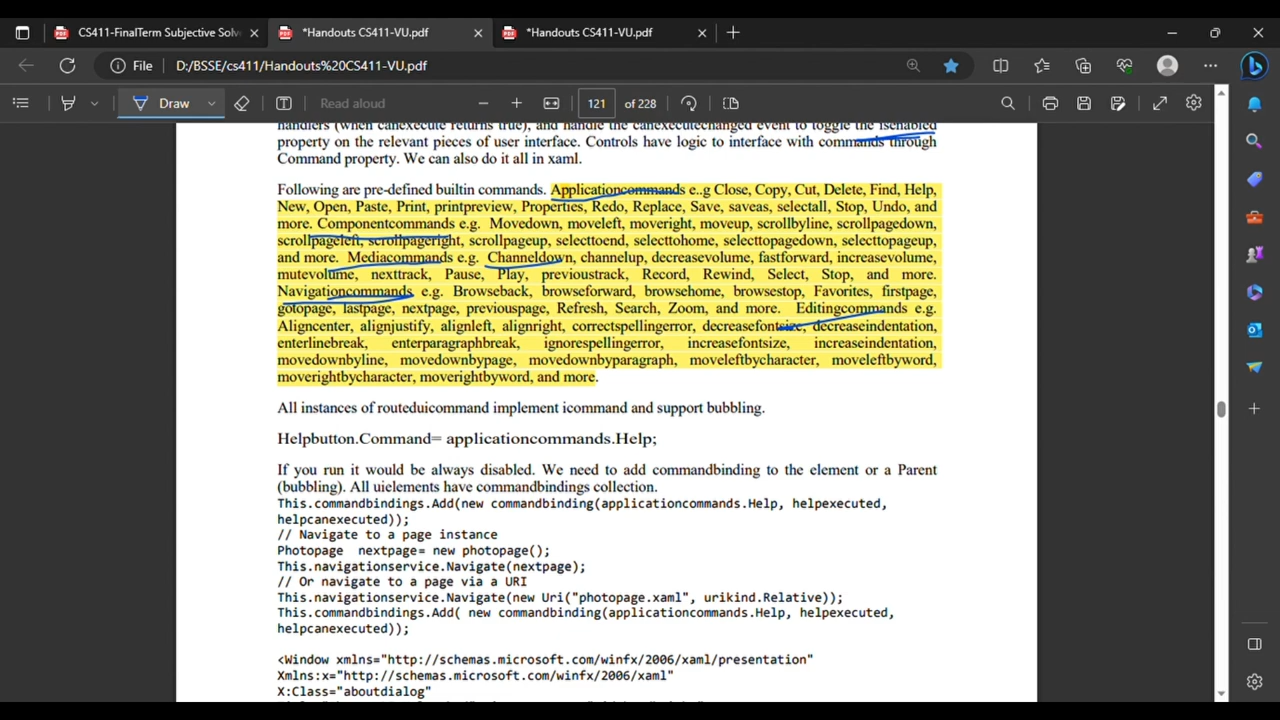 CS411-FinalTerm Subjective Solv
*Handouts CS411-VU.pdf
*Handouts CS411-VU.pdf
File
D:/BSSE/cs411/Handouts%20CS411-VU.pdf
Draw
Read aloud
121 of 228
handlers (when canexecute returns true), and handle the canexecutechanged event to toggle the isenabled
property on the relevant pieces of user interface. Controls have logic to interface with commands through
Command property. We can also do it all in xaml.
Following are pre-defined builtin commands. Applicationcommands e..g Close, Copy, Cut, Delete, Find, Help,
New, Open, Paste, Print, printpreview, Properties, Redo, Replace, Save, saveas, selectall, Stop, Undo, and
more. Componentcommands e.g. Movedown, moveleft, moveright, moveup, scrollbyline, scrollpagedown,
scrollpageleft, scrollpageright, scrollpageup, selecttoend, selecttohome, selecttopagedown, selecttopageup,
and more. Mediacommands e.g. Channeldown, channelup, decreasevolume, fastforward, increasevolume,
mutevolume, nexttrack, Pause, Play, previoustrack, Record, Rewind, Select, Stop, and more.
Navigationcommands e.g. Browseback, browseforward, browsehome, browsestop, Favorites, firstpage,
gotopage, lastpage, nextpage, previouspage, Refresh, Search, Zoom, and more. Editingcommands e.g.
Aligncenter, alignjustify, alignleft, alignright, correctspellingerror, decreasefontsize, decreaseindentation,
enterlinebreak, enterparagraphbreak, ignorespellingerror, increasefontsize, increaseindentation,
movedownbyline, movedownbypage, movedownbyparagraph, moveleftbycharacter, moveleftbyword,
moverightbycharacter, moverightbyword, and more.
All instances of routeduicommand implement icommand and support bubbling.
Helpbutton.Command= applicationcommands.Help;
If you run it would be always disabled. We need to add commandbinding to the element or a Parent
(bubbling). All uielements have commandbindings collection.
This.commandbindings.Add(new commandbinding(applicationcommands.Help, helpexecuted,
helpcanexecuted));
// Navigate to a page instance
Photopage nextpage= new photopage();
This.navigationservice.Navigate(nextpage);
// Or navigate to a page via a URI
This.navigationservice.Navigate(new Uri("photopage.xaml", urikind.Relative));
This.commandbindings.Add( new commandbinding(applicationcommands.Help, helpexecuted,
helpcanexecuted));
<Window xmlns="http://schemas.microsoft.com/winfx/2006/xaml/presentation"
Xmlns:x="http://schemas.microsoft.com/winfx/2006/xaml"
X:Class="aboutdialog"